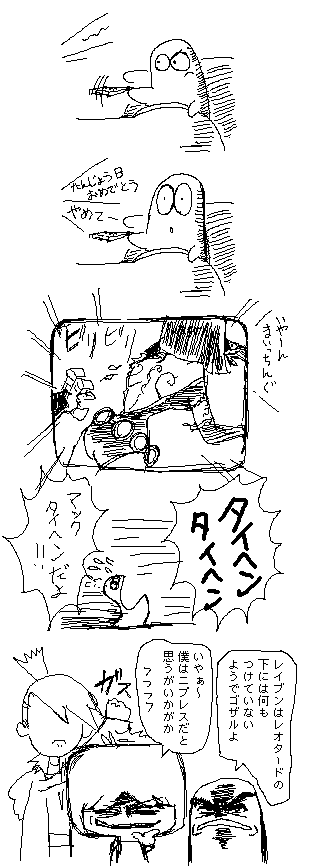 たんじょう日
おめでとう
やめて〜
いやーん
まいっちんぐ
ビリビリ
タイヘン
タイヘン
マック
タイヘンだよ
!!
レイブンはレオタードの
下には何も
つけていない
ようでゴザルよ
いやぁ〜
僕はニプレスだと
思うがいかがか
フフフフ
ガス